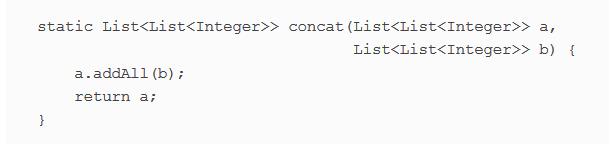 static List<List<Integer>> concat(List<List<Integer>> a,
                                  List<List<Integer>> b) {
    a.addAll(b);
    return a;
}